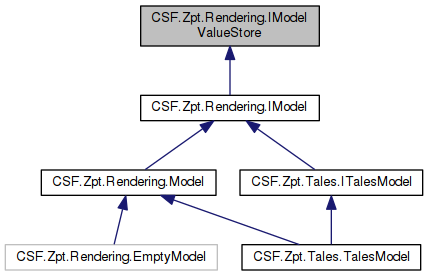 CSF.Zpt.Rendering.IModel
ValueStore
CSF.Zpt.Rendering.IModel
CSF.Zpt.Rendering.Model
CSF.Zpt.Tales.ITalesModel
CSF.Zpt.Rendering.EmptyModel
CSF.Zpt.Tales.TalesModel